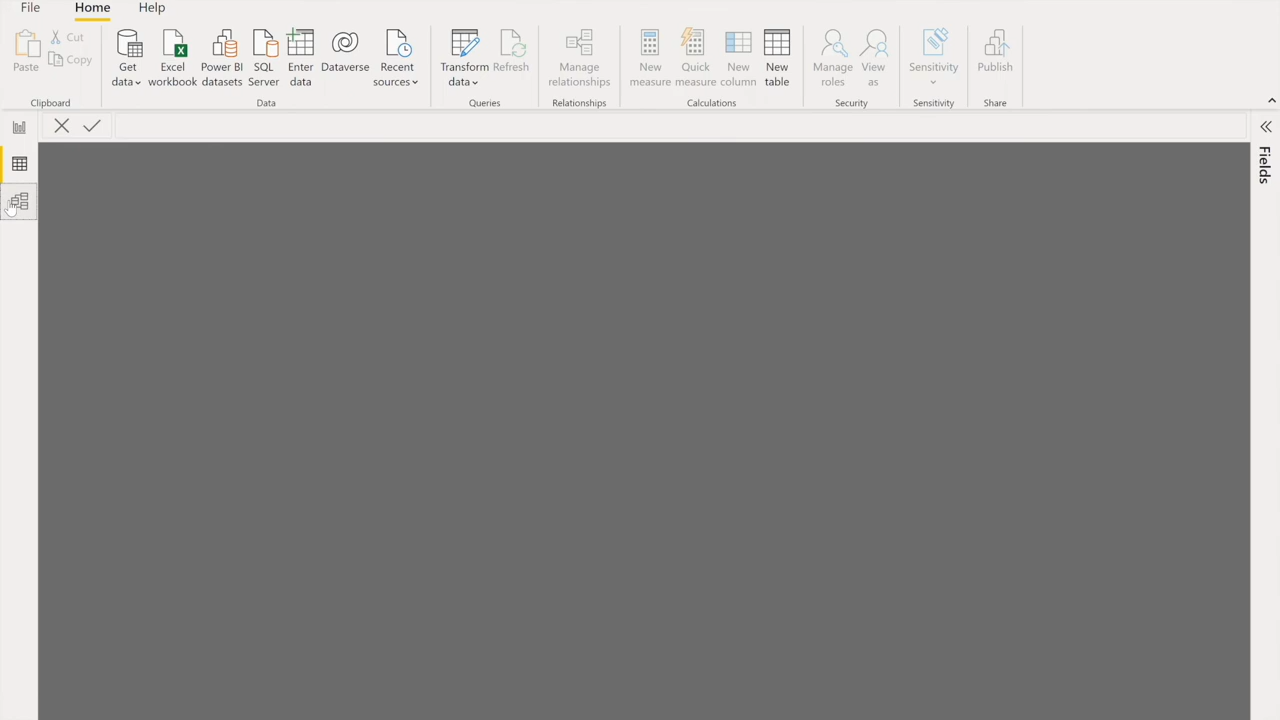 File Home Help
Paste Cut Copy
Clipboard
Get data
Excel workbook
Power BI datasets
SQL Server
Enter data
Dataverse
Recent sources
Data
Transform data
Refresh
Queries
Manage relationships
Relationships
New measure
Quick measure
New column
New table
Calculations
Manage roles
View as
Security
Sensitivity
Sensitivity
Publish
Share
Fields